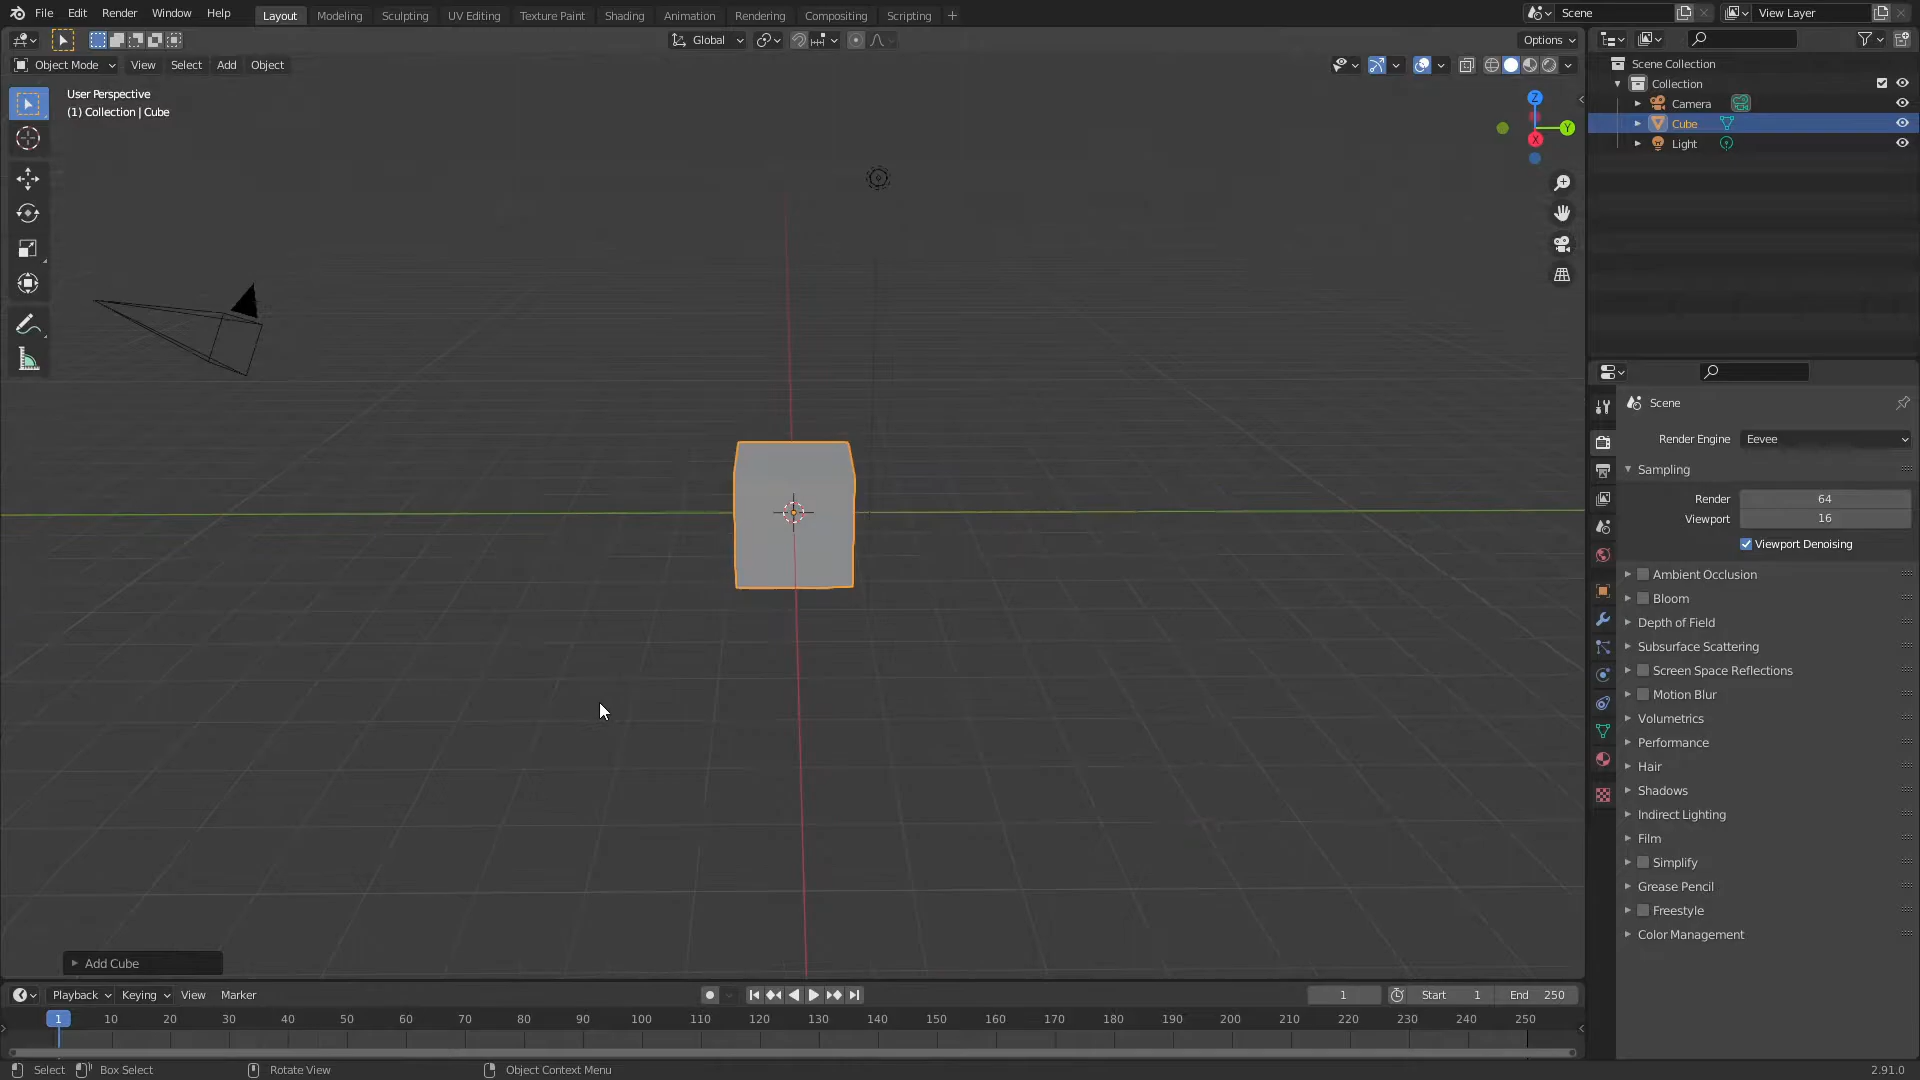 File Edit Render Window Help Layout Modeling Sculpting UV Editing Texture Paint Shading Animation Rendering Compositing Scripting + Scene View Layer
Global Options
Object Mode View Select Add Object
User Perspective
(1) Collection | Cube
Z
Y
X
Scene Collection
Collection
Camera
Cube
Light
Scene
Render Engine Eevee
Sampling
Render 64
Viewport 16
Viewport Denoising
Ambient Occlusion
Bloom
Depth of Field
Subsurface Scattering
Screen Space Reflections
Motion Blur
Volumetrics
Performance
Hair
Shadows
Indirect Lighting
Film
Simplify
Grease Pencil
Freestyle
Color Management
Add Cube
Playback Keying View Marker 1 Start 1 End 250
1 10 20 30 40 50 60 70 80 90 100 110 120 130 140 150 160 170 180 190 200 210 220 230 240 250
Select Box Select Rotate View Object Context Menu 2.91.0